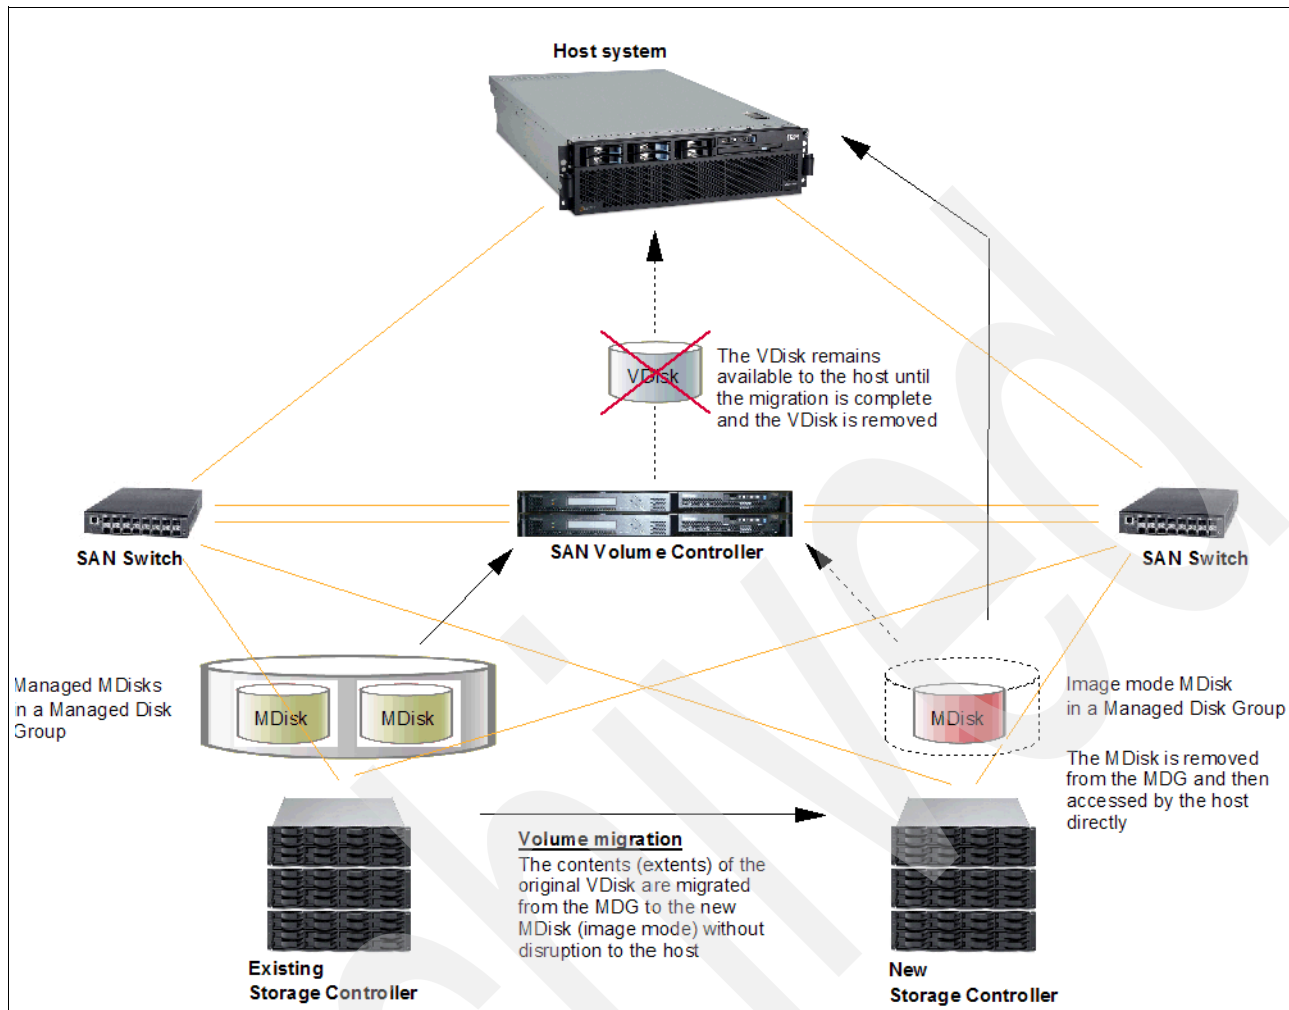 Host system
VDisk
The VDisk remains
available to the host until
the migration is complete
and the VDisk is removed
SAN Switch
SAN Volume Controller
SAN Switch
Managed MDisks
in a Managed Disk
Group
MDisk
MDisk
MDisk
Image mode MDisk
in a Managed Disk Group
The MDisk is removed
from the MDG and then
accessed by the host
directly
Volume migration
The contents (extents) of the
original VDisk are migrated
from the MDG to the new
MDisk (image mode) without
disruption to the host
Existing
Storage Controller
New
Storage Controller